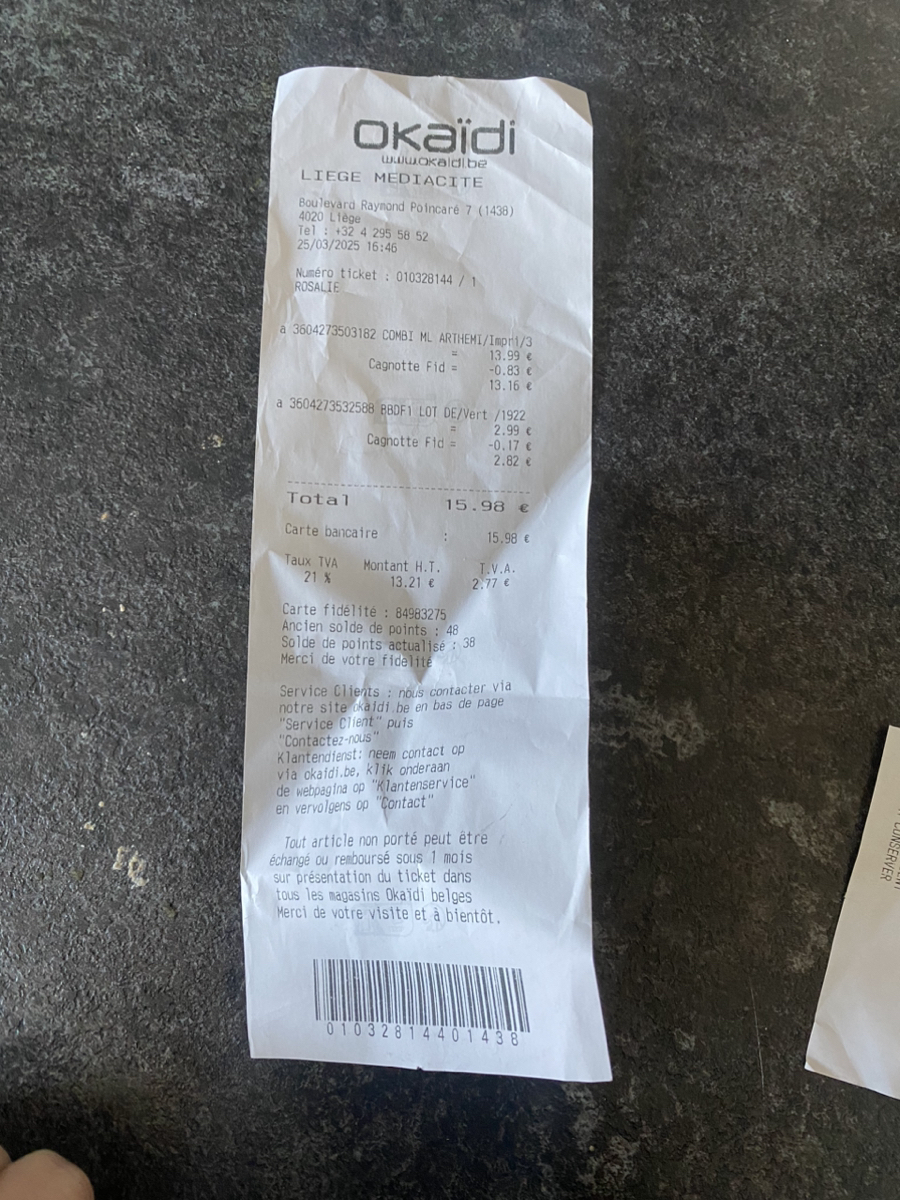 okaïdi
www.okaidi.be
LIEGE MEDIACITE
Boulevard Raymond Poincaré 7 (1438)
4020 Liège
Tel : +32 4 295 58 52
25/03/2025 16:46
Numéro ticket : 010328144 / 1
ROSALIE
a 3604273503182 COMBI ML ARTHEMI/Impri/3
= 13.99 €
Cagnotte Fid = -0.83 €
13.16 €
a 3604273532588 BBDF1 LOT DE/Vert /1922
= 2.99 €
Cagnotte Fid = -0.17 €
2.82 €
Total 15.98 €
Carte bancaire : 15.98 €
Taux TVA Montant H.T. T.V.A.
21 % 13.21 € 2.77 €
Carte fidélité : 84983275
Ancien solde de points : 48
Solde de points actualisé : 38
Merci de votre fidelité
Service Clients : nous contacter via
notre site okaidi.be en bas de page
"Service Client" puis
"Contactez-nous"
Klantendienst: neem contact op
via okaidi.be, klik onderaan
de webpagina op "Klantenservice"
en vervolgens op "Contact"
Tout article non porté peut être
échangé ou remboursé sous 1 mois
sur présentation du ticket dans
tous les magasins Okaïdi belges
Merci de votre visite et à bientôt.
01032814401438
CONSERVER